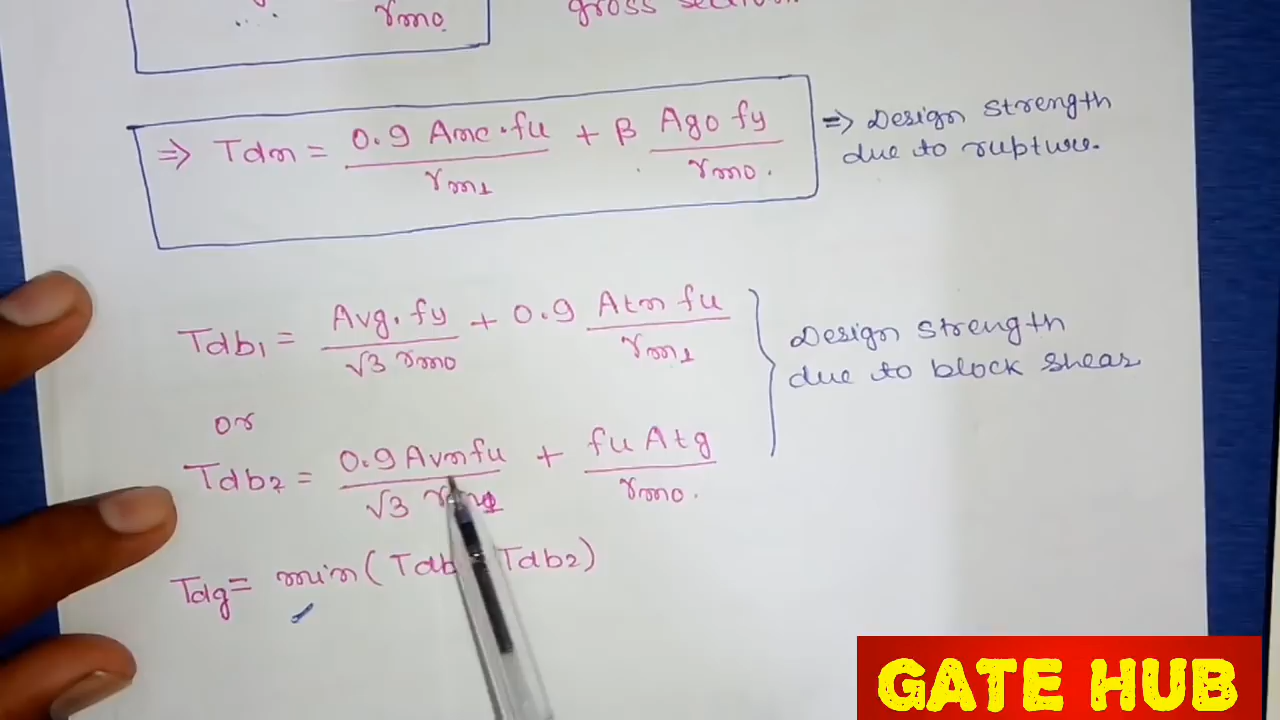 γm0
gross section.
⇒ Tdn = 0.9 Anc.fu / γm1 + β Ag0 fy / γm0.
⇒ Design strength
due to rupture.
Tdb1 = Avg.fy / √3 γm0 + 0.9 Atn fu / γm1
Design strength
due to block shear
or
Tdb2 = 0.9 Avn fu / √3 γm1 + fu Atg / γm0.
Tdg = min( Tdb Tdb2)
GATE HUB